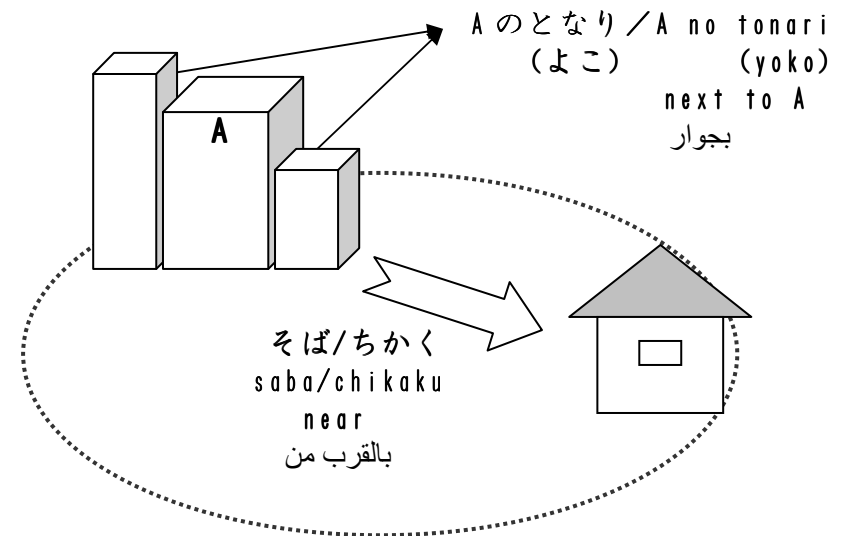 Aのとなり/A no tonari
(よこ) (yoko)
next to A
بجوار
A
そば/ちかく
saba/chikaku
near
بالقرب من